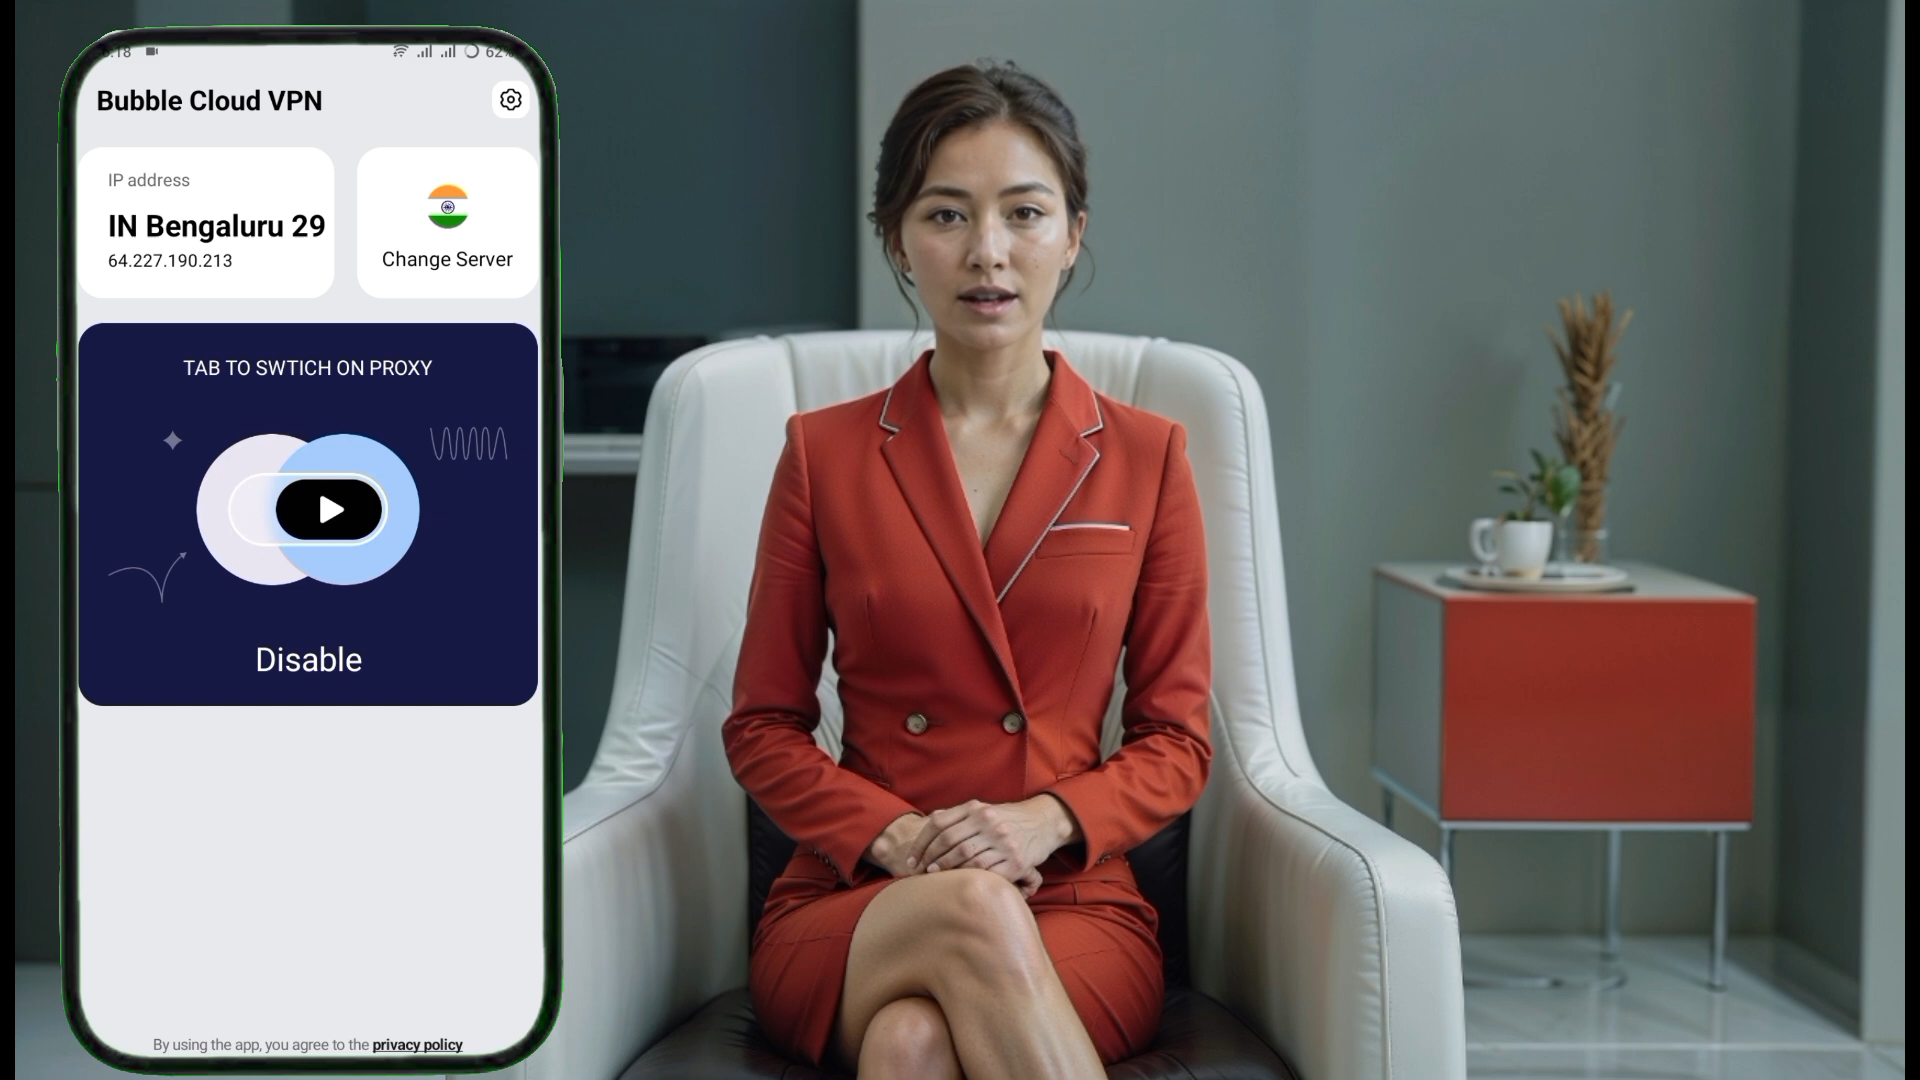 62%
Bubble Cloud VPN
IP address
IN Bengaluru 29
64.227.190.213
Change Server
TAB TO SWTICH ON PROXY
Disable
By using the app, you agree to the privacy policy